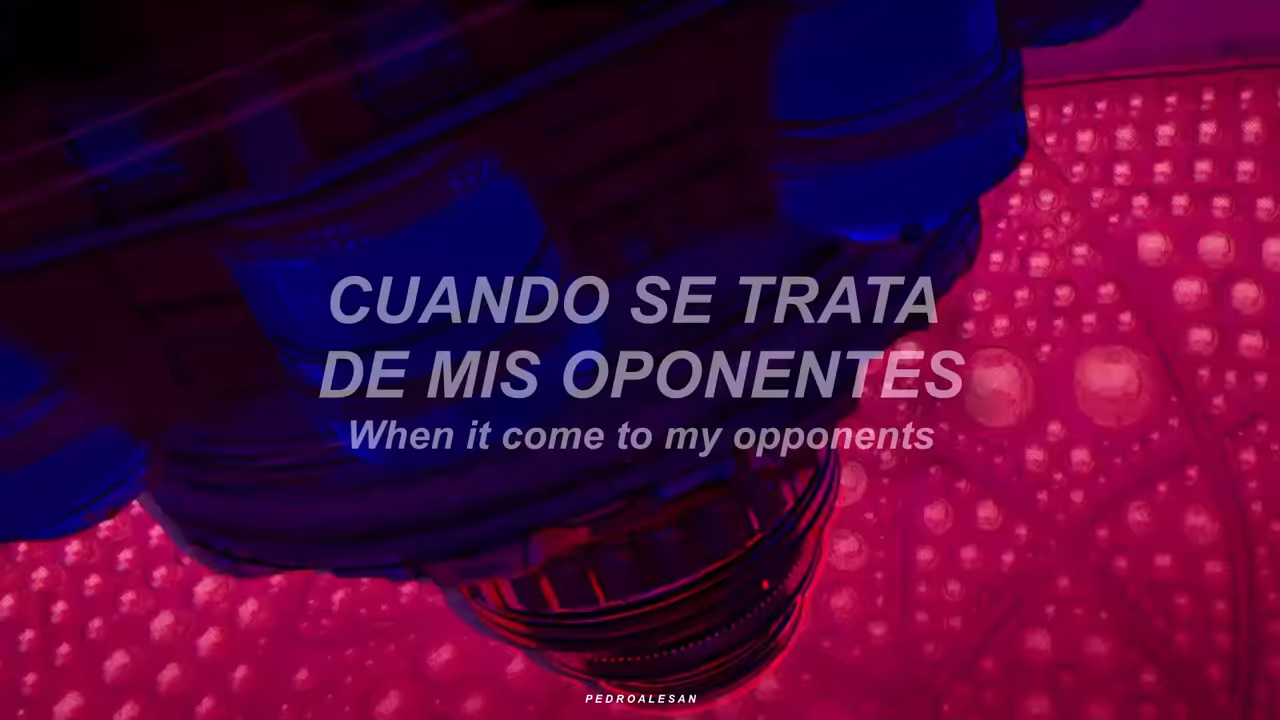 CUANDO SE TRATA
DE MIS OPONENTES
When it come to my opponents
PEDROALESAN